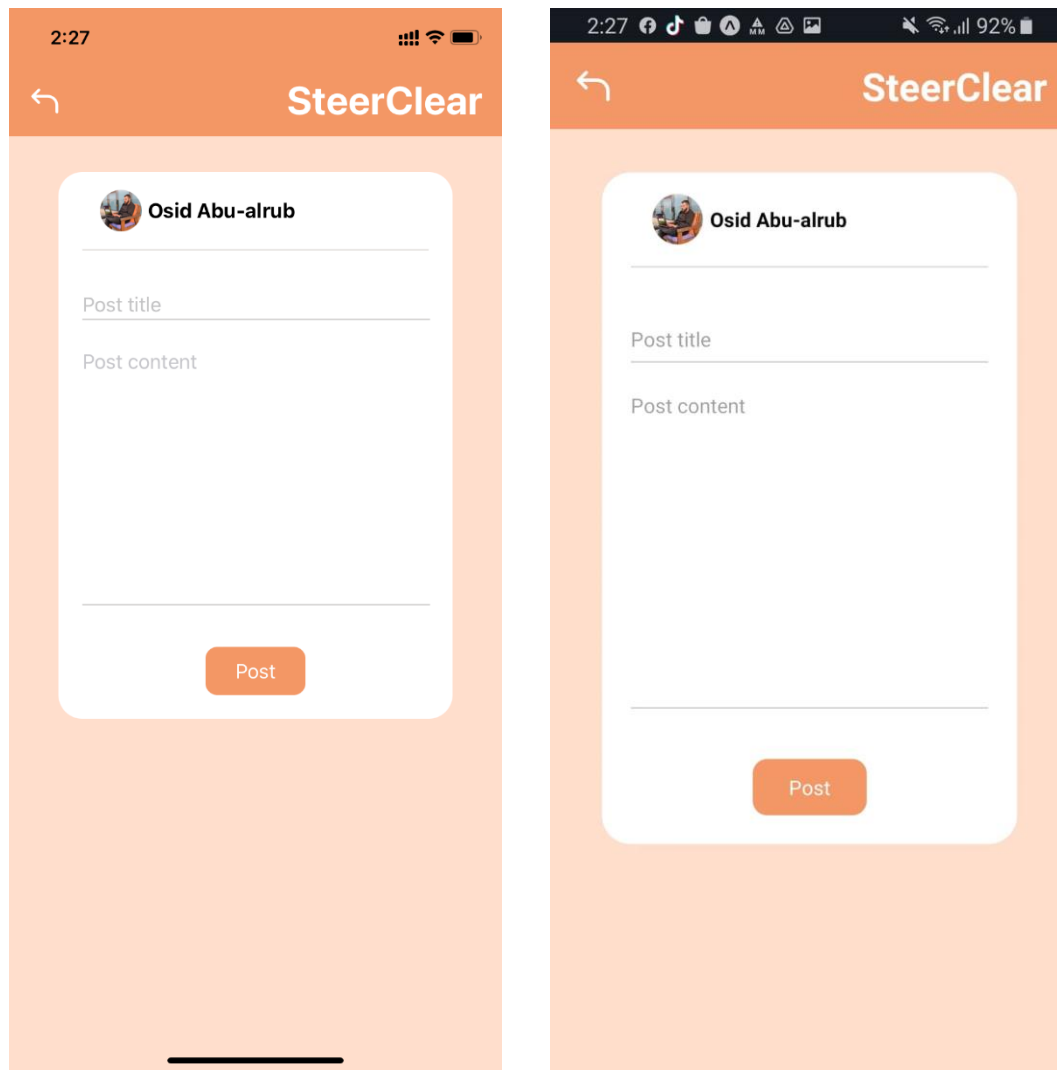 2:27
SteerClear
Osid Abu-alrub
Post title
Post content
Post
2:27 92%
SteerClear
Osid Abu-alrub
Post title
Post content
Post